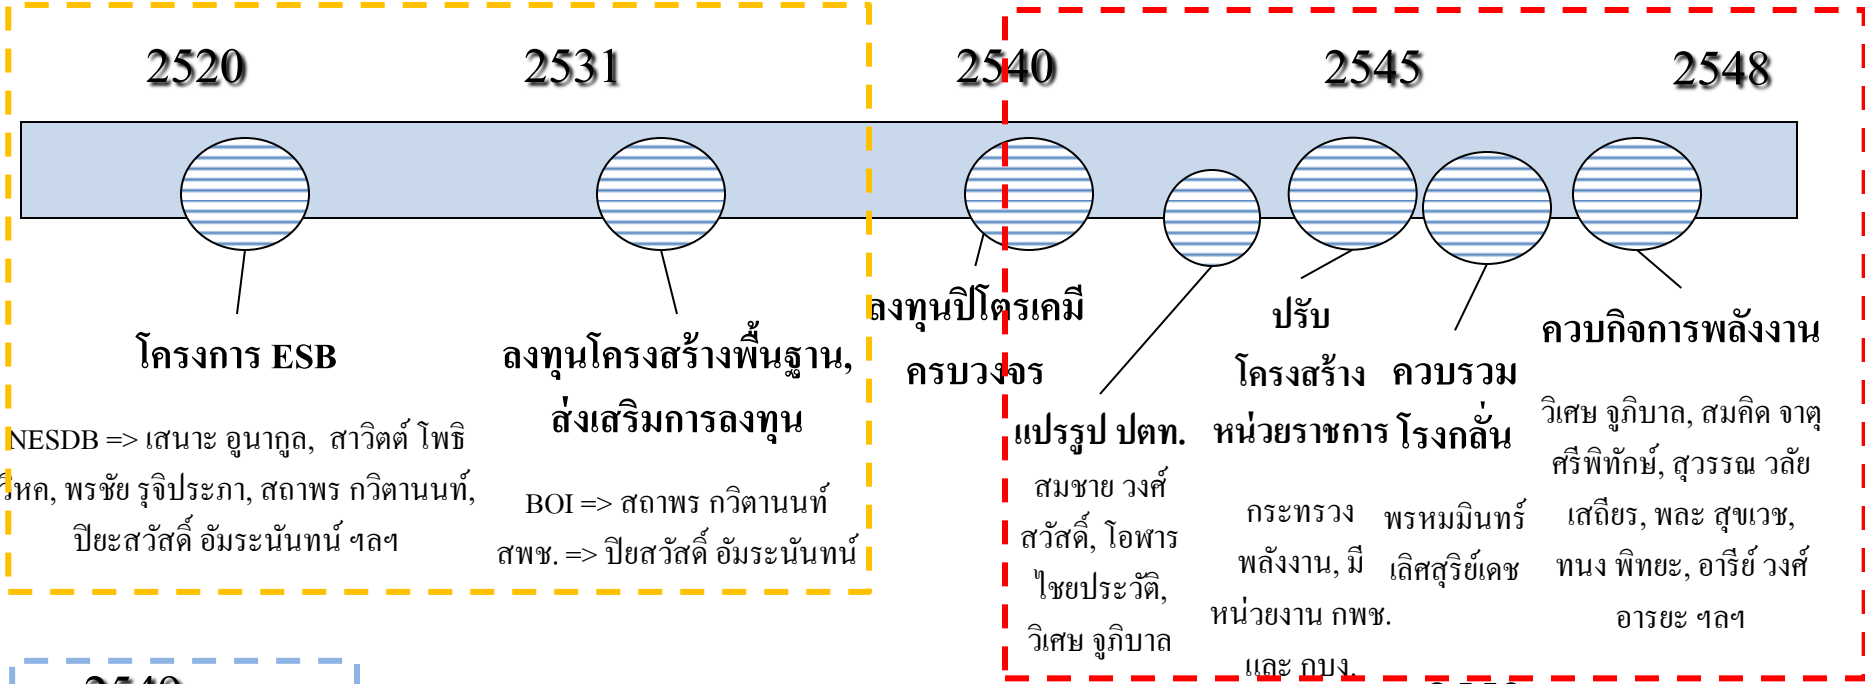 2520
2531
2540
2545
2548
โครงการ ESB
NESDB => เสนาะ อูนากูล, สาวิตต์ โพธิ
วิหค, พรชัย รุจิประภา, สถาพร กวิตานนท์,
ปิยะสวัสดิ์ อัมระนันทน์ ฯลฯ
ลงทุนโครงสร้างพื้นฐาน,
ส่งเสริมการลงทุน
BOI => สถาพร กวิตานนท์
สพช. => ปิยสวัสดิ์ อัมระนันทน์
ลงทุนปิโตรเคมี
ครบวงจร
แปรรูป ปตท.
สมชาย วงศ์
สวัสดิ์, โอฬาร
ไชยประวัติ,
วิเศษ จูภิบาล
ปรับ
โครงสร้าง
หน่วยราชการ
กระทรวง
พลังงาน, มี
หน่วยงาน กพช.
และ กบง.
ควบรวม
โรงกลั่น
พรหมมินทร์
เลิศสุริย์เดช
ควบกิจการพลังงาน
วิเศษ จูภิบาล, สมคิด จาตุ
ศรีพิทักษ์, สุวรรณ วลัย
เสถียร, พละ สุขเวช,
ทนง พิทยะ, อารีย์ วงศ์
อารยะ ฯลฯ
2549